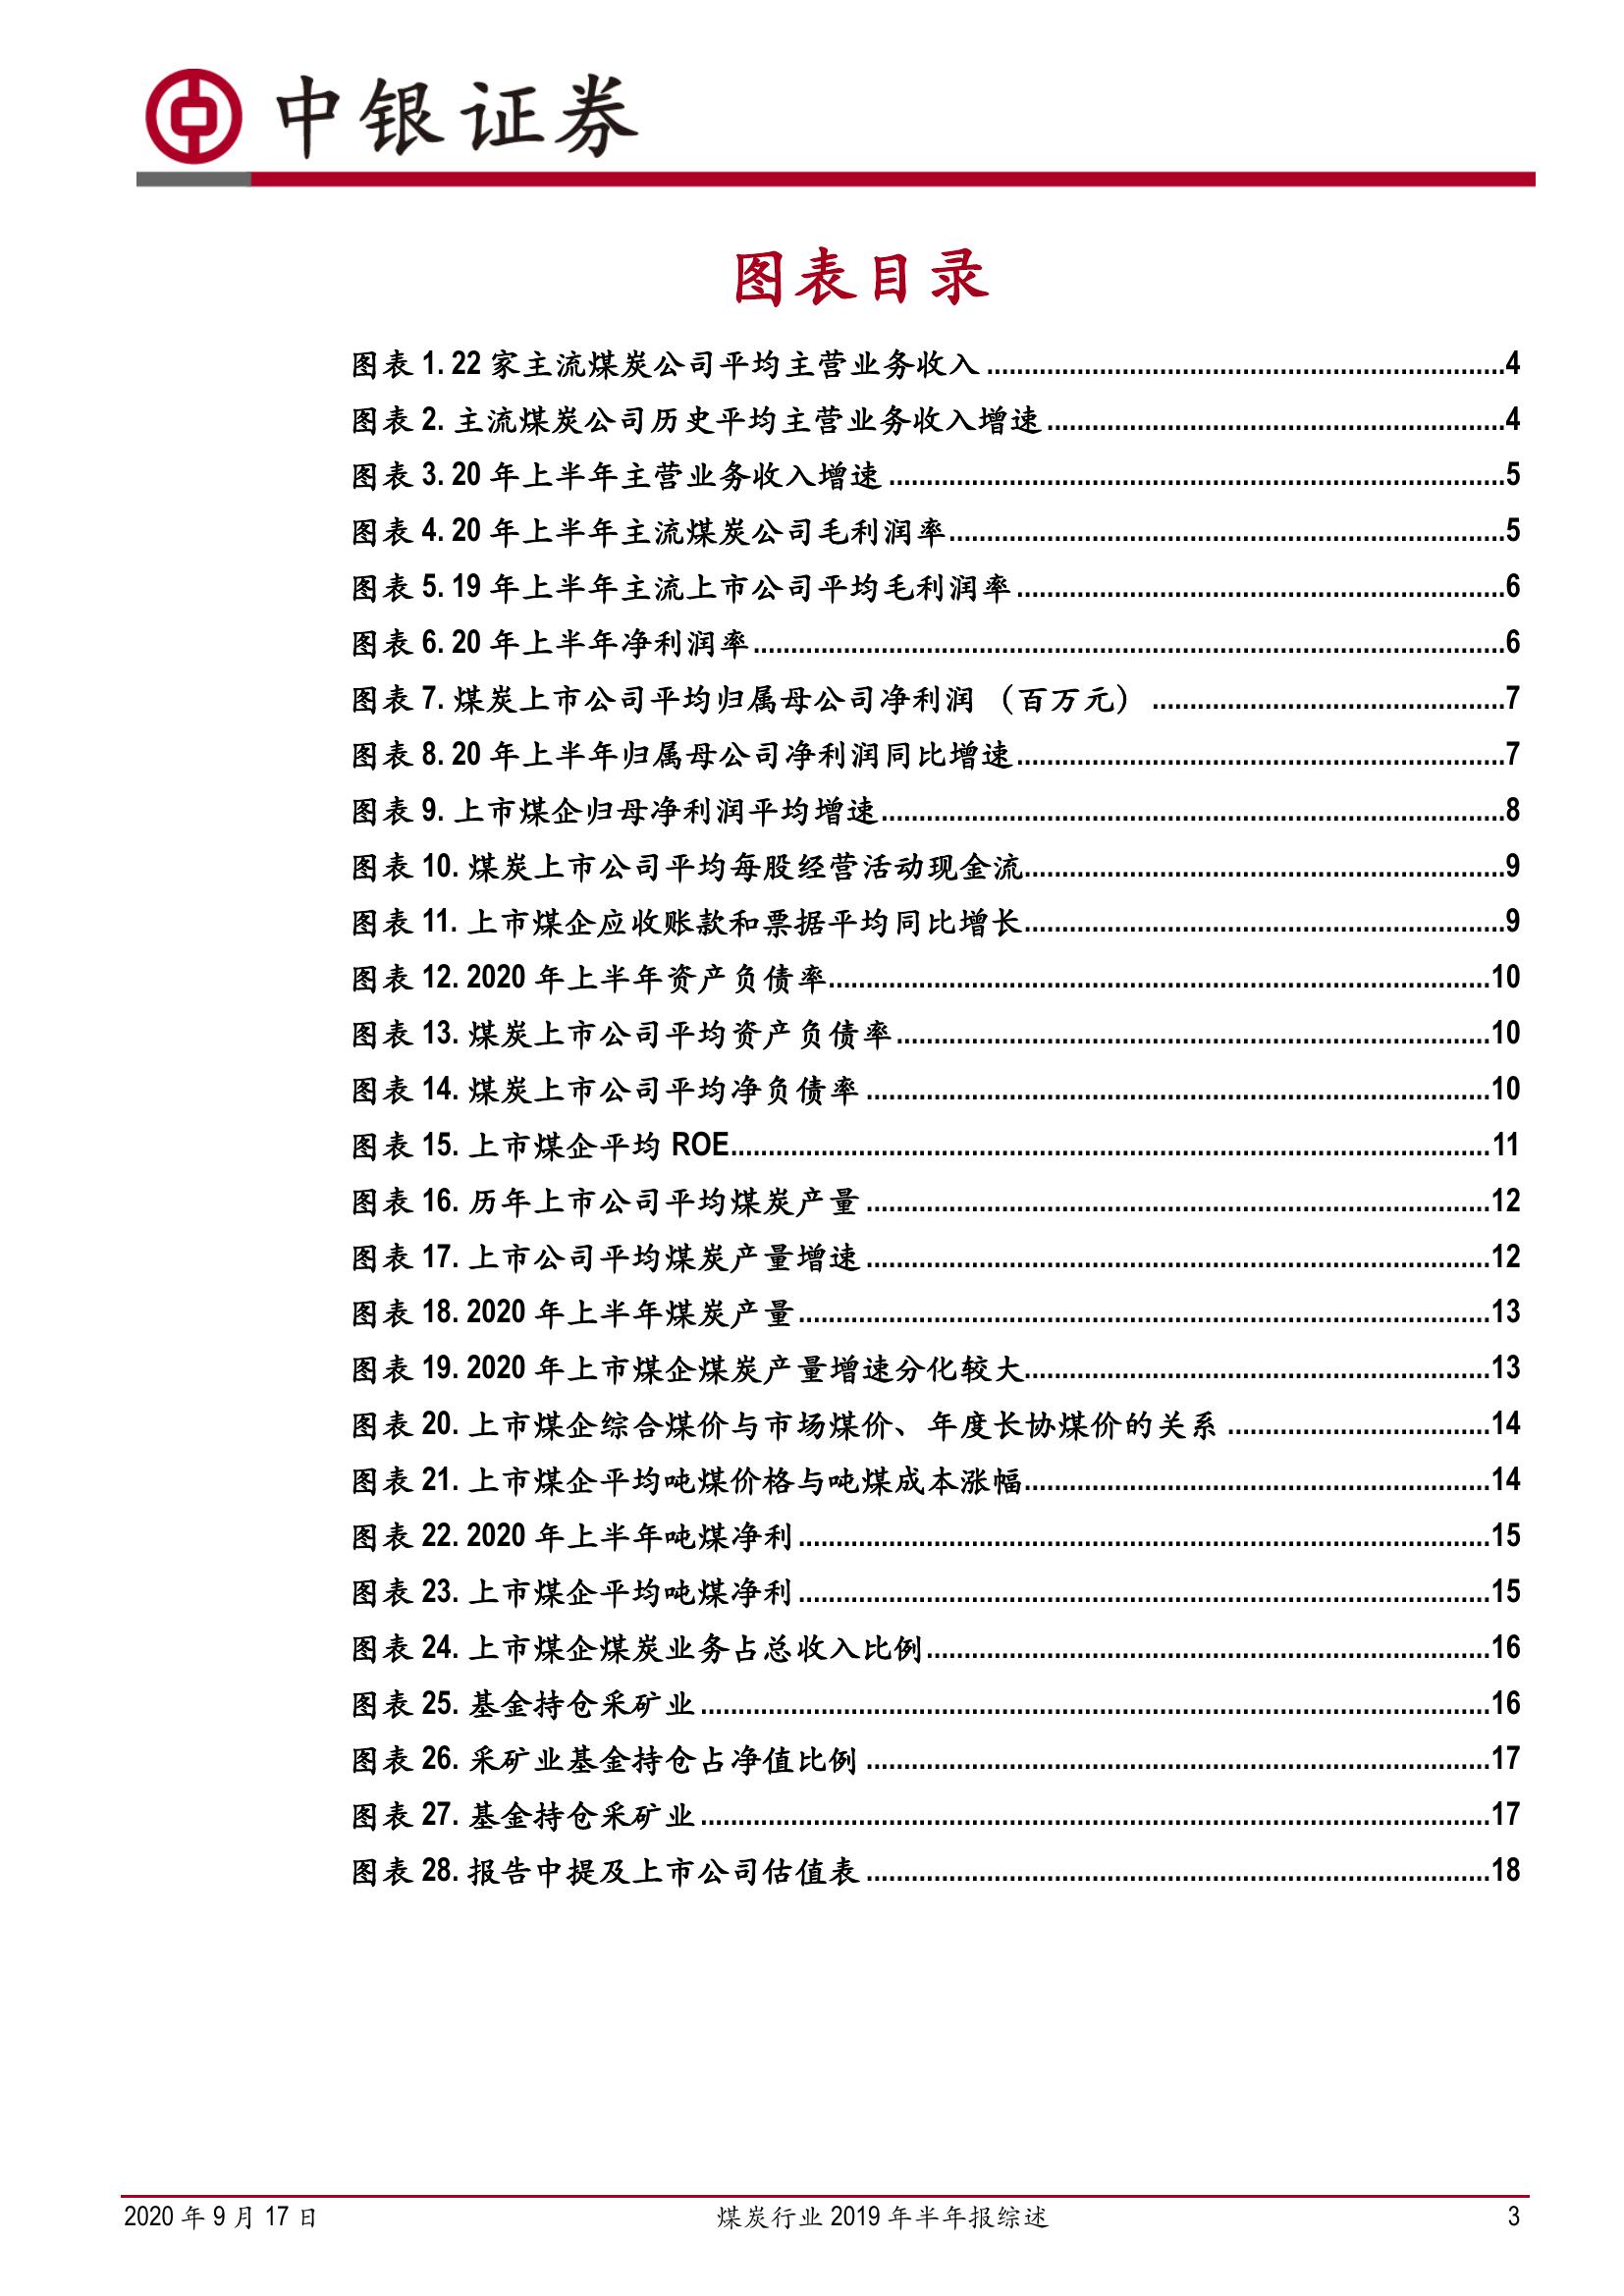 中银证券
图表目录
图表 1. 22 家主流煤炭公司平均主营业务收入 ........ 4
图表 2. 主流煤炭公司历史平均主营业务收入增速 ........ 4
图表 3. 20 年上半年主营业务收入增速 ........ 5
图表 4. 20 年上半年主流煤炭公司毛利润率 ........ 5
图表 5. 19 年上半年主流上市公司平均毛利润率 ........ 6
图表 6. 20 年上半年净利润率 ........ 6
图表 7. 煤炭上市公司平均归属母公司净利润 （百万元） ........ 7
图表 8. 20 年上半年归属母公司净利润同比增速 ........ 7
图表 9. 上市煤企归母净利润平均增速 ........ 8
图表 10. 煤炭上市公司平均每股经营活动现金流 ........ 9
图表 11. 上市煤企应收账款和票据平均同比增长 ........ 9
图表 12. 2020 年上半年资产负债率 ........ 10
图表 13. 煤炭上市公司平均资产负债率 ........ 10
图表 14. 煤炭上市公司平均净负债率 ........ 10
图表 15. 上市煤企平均 ROE ........ 11
图表 16. 历年上市公司平均煤炭产量 ........ 12
图表 17. 上市公司平均煤炭产量增速 ........ 12
图表 18. 2020 年上半年煤炭产量 ........ 13
图表 19. 2020 年上市煤企煤炭产量增速分化较大 ........ 13
图表 20. 上市煤企综合煤价与市场煤价、年度长协煤价的关系 ........ 14
图表 21. 上市煤企平均吨煤价格与吨煤成本涨幅 ........ 14
图表 22. 2020 年上半年吨煤净利 ........ 15
图表 23. 上市煤企平均吨煤净利 ........ 15
图表 24. 上市煤企煤炭业务占总收入比例 ........ 16
图表 25. 基金持仓采矿业 ........ 16
图表 26. 采矿业基金持仓占净值比例 ........ 17
图表 27. 基金持仓采矿业 ........ 17
图表 28. 报告中提及上市公司估值表 ........ 18
2020 年 9 月 17 日 煤炭行业 2019 年半年报综述 3